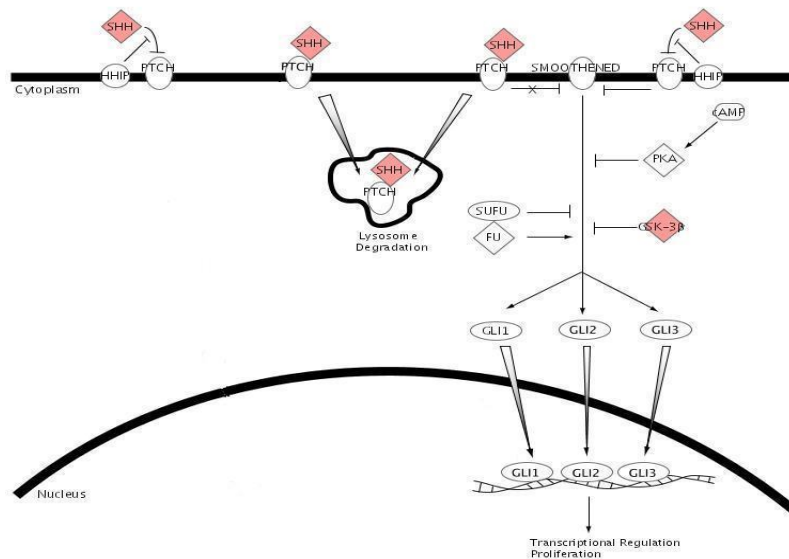 SHH
SHH
SHH
SHH
HHIP
PTCH
PTCH
PTCH
SMOOTHENED
PTCH
HHIP
Cytoplasm
X
cAMP
PKA
SHH
PTCH
SUFU
FU
GSK-3β
Lysosome
Degradation
GLI1
GLI2
GLI3
GLI1
GLI2
GLI3
Nucleus
Transcriptional Regulation
Proliferation